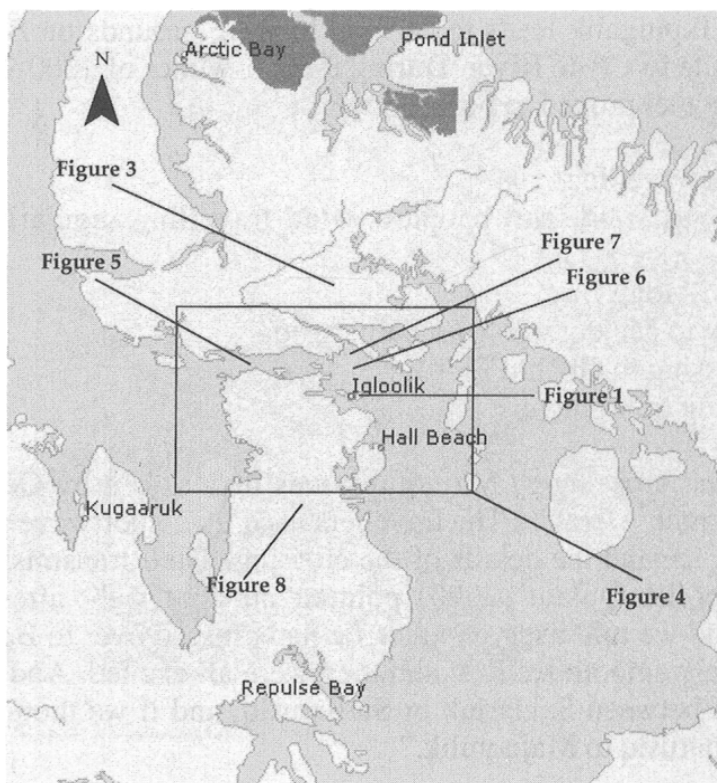 Arctic Bay
Pond Inlet
N
Figure 3
Figure 7
Figure 5
Figure 6
Igloolik
Figure 1
Hall Beach
Kugaaruk
Figure 8
Figure 4
Repulse Bay